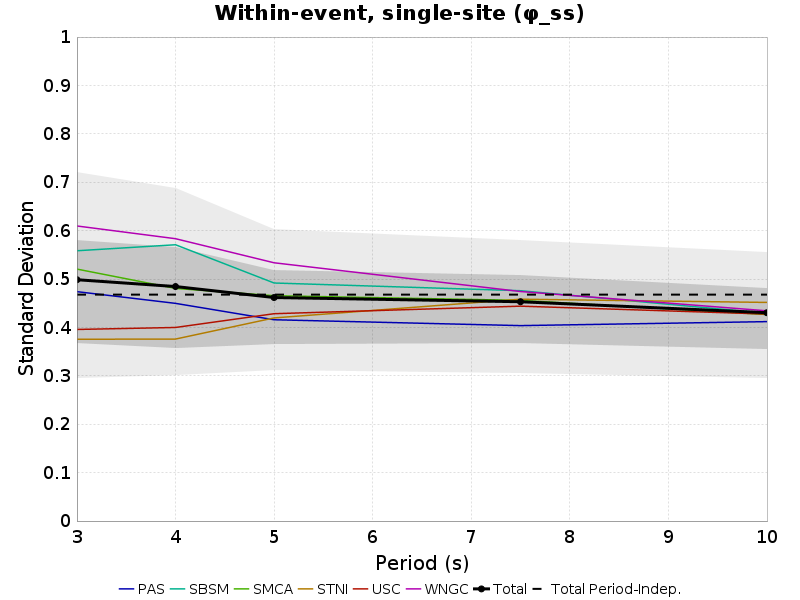 Within-event, single-site (φ_ss)
1
0.9
0.8
0.7
0.6
0.5
0.4
0.3
0.2
0.1
0
Standard Deviation
3 4 5 6 7 8 9 10
Period (s)
PAS SBSM SMCA STNI USC WNGC Total Total Period-Indep.